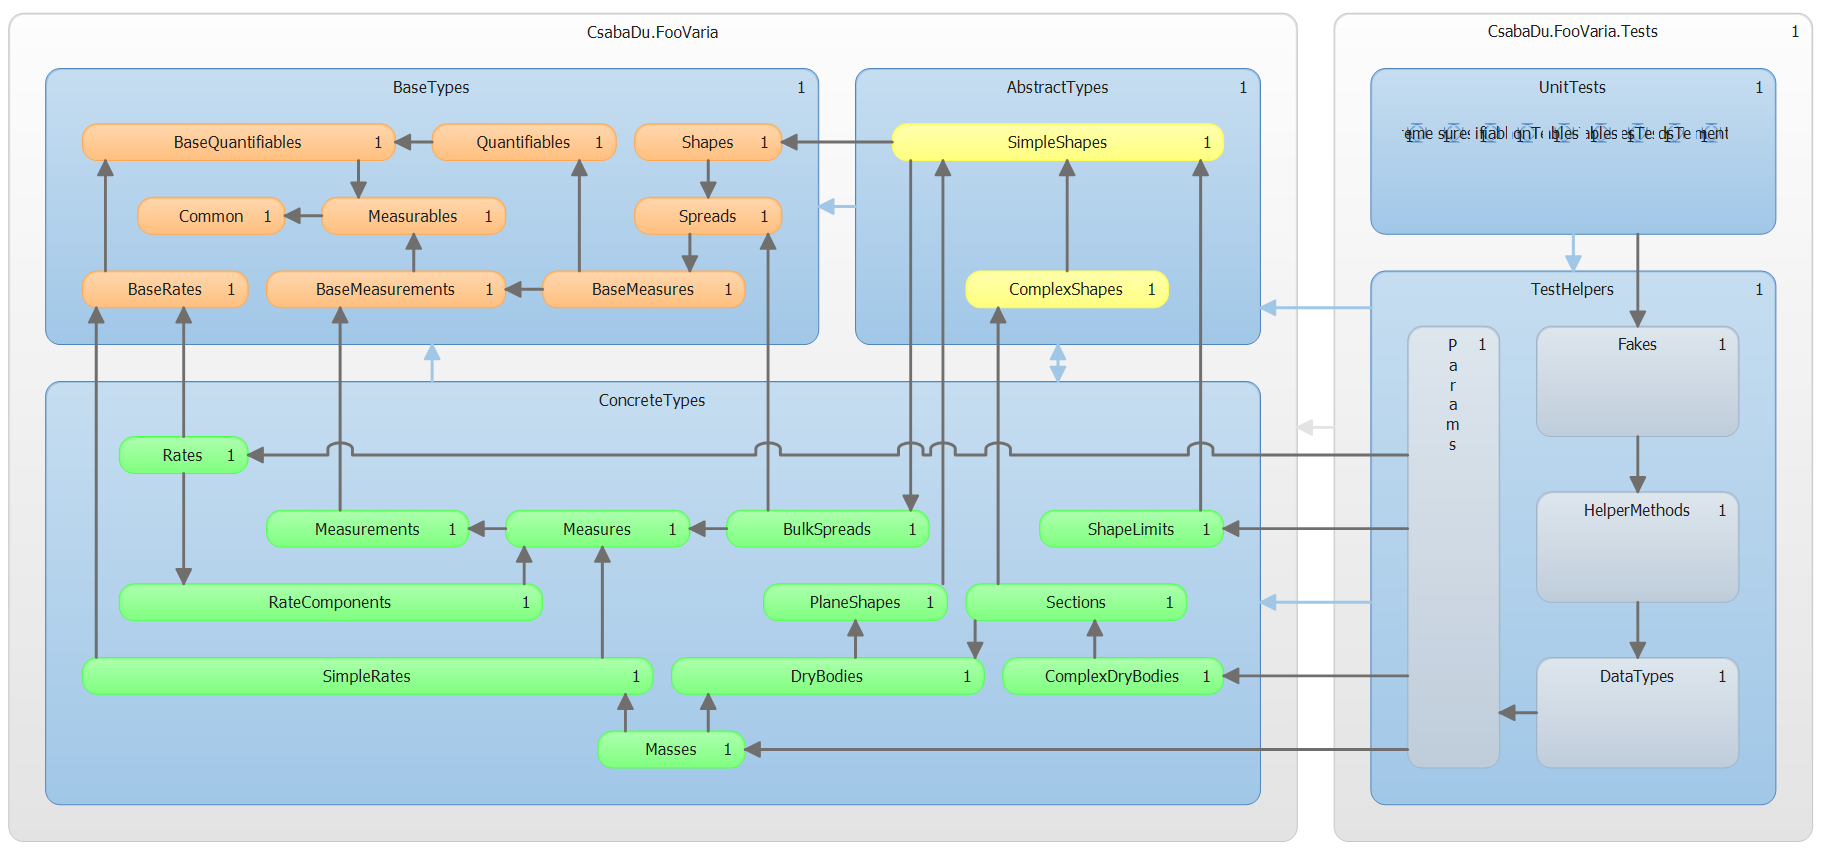 CsabaDu.FooVaria
CsabaDu.FooVaria.Tests 1
BaseTypes 1
AbstractTypes 1
UnitTests 1
BaseQuantifiables 1
Quantifiables 1
Shapes 1
SimpleShapes 1
Common 1
Measurables 1
Spreads 1
BaseRates 1
BaseMeasurements 1
BaseMeasures 1
ComplexShapes 1
TestHelpers 1
P 1
a
r
a
m
s
Fakes 1
ConcreteTypes
Rates 1
HelperMethods 1
Measurements 1
Measures 1
BulkSpreads 1
ShapeLimits 1
RateComponents 1
PlaneShapes 1
Sections 1
SimpleRates 1
DryBodies 1
ComplexDryBodies 1
DataTypes 1
Masses 1